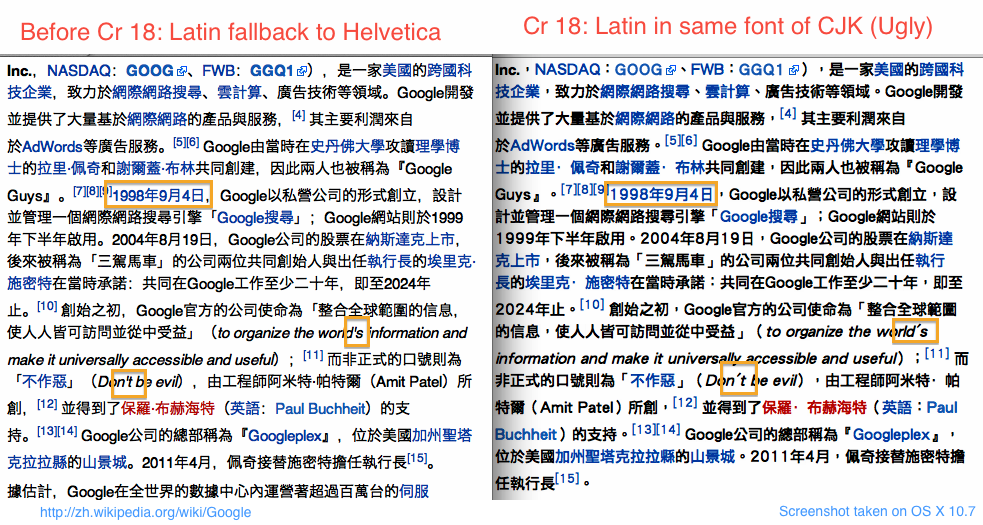 Before Cr 18: Latin fallback to Helvetica
Inc.，NASDAQ：GOOG、FWB：GGQ1），是一家美國的跨國科
技企業，致力於網際網路搜尋、雲計算、廣告技術等領域。Google開發
並提供了大量基於網際網路的產品與服務，[4] 其主要利潤來自
於AdWords等廣告服務。[5][6] Google由當時在史丹佛大學攻讀理學博
士的拉里·佩奇和謝爾蓋·布林共同創建，因此兩人也被稱為『Google
Guys』。[7][8][9]1998年9月4日，Google以私營公司的形式創立，設計
並管理一個網際網路搜尋引擎「Google搜尋」；Google網站則於1999
年下半年啟用。2004年8月19日，Google公司的股票在納斯達克上市，
後來被稱為「三駕馬車」的公司兩位共同創始人與出任執行長的埃里克·
施密特在當時承諾：共同在Google工作至少二十年，即至2024年
止。[10] 創始之初，Google官方的公司使命為「整合全球範圍的信息，
使人人皆可訪問並從中受益」（to organize the world's information and
make it universally accessible and useful）；[11] 而非正式的口號則為
「不作惡」（Don't be evil），由工程師阿米特·帕特爾（Amit Patel）所
創，[12] 並得到了保羅·布赫海特（英語：Paul Buchheit）的支
持。[13][14] Google公司的總部稱為『Googleplex』，位於美國加州聖塔
克拉拉縣的山景城。2011年4月，佩奇接替施密特擔任執行長[15]。
據估計，Google在全世界的數據中心內運營著超過百萬台的伺服
http://zh.wikipedia.org/wiki/Google
Cr 18: Latin in same font of CJK (Ugly)
Inc.，NASDAQ：GOOG、FWB：GGQ1），是一家美國的跨國科
技企業，致力於網際網路搜尋、雲計算、廣告技術等領域。Google開發
並提供了大量基於網際網路的產品與服務，[4] 其主要利潤來自
於AdWords等廣告服務。[5][6] Google由當時在史丹佛大學攻讀理學博
士的拉里·佩奇和謝爾蓋·布林共同創建，因此兩人也被稱為『Google
Guys』。[7][8][9]1998年9月4日，Google以私營公司的形式創立，設
計並管理一個網際網路搜尋引擎「Google搜尋」；Google網站則於
1999年下半年啟用。2004年8月19日，Google公司的股票在納斯達
克上市，後來被稱為「三駕馬車」的公司兩位共同創始人與出任執行
長的埃里克·施密特在當時承諾：共同在Google工作至少二十年，即至
2024年止。[10] 創始之初，Google官方的公司使命為「整合全球範圍
的信息，使人人皆可訪問並從中受益」（to organize the world´s
information and make it universally accessible and useful）；[11] 而
非正式的口號則為「不作惡」（Don´t be evil），由工程師阿米特·帕
特爾（Amit Patel）所創，[12] 並得到了保羅·布赫海特（英語：Paul
Buchheit）的支持。[13][14] Google公司的總部稱為『Googleplex』，
位於美國加州聖塔克拉拉縣的山景城。2011年4月，佩奇接替施密特擔
任執行長[15]。
Screenshot taken on OS X 10.7